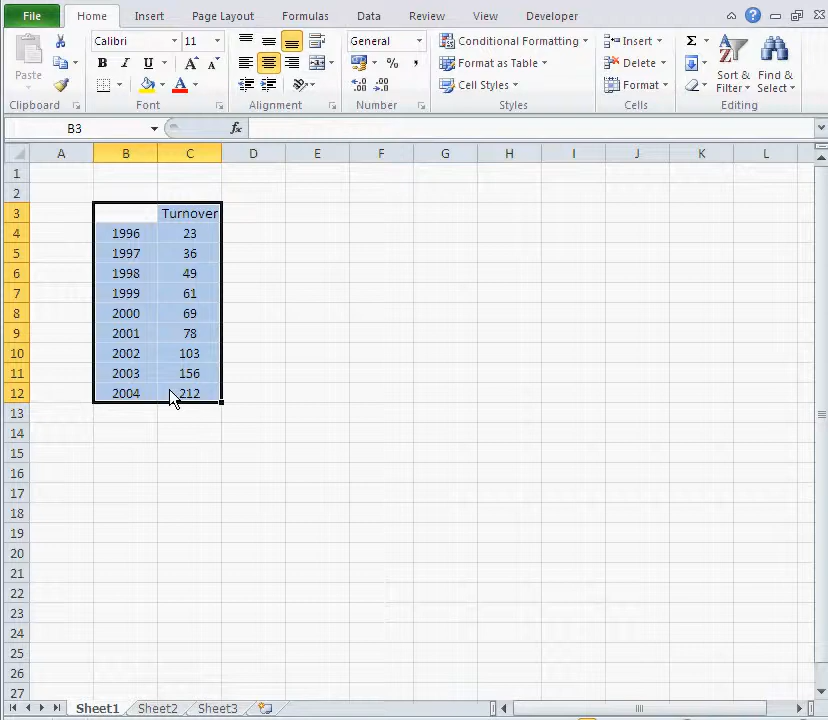 File Home Insert Page Layout Formulas Data Review View Developer
Calibri 11 General Conditional Formatting Insert Σ
Paste B I U A A % , Format as Table Delete Sort & Find &
A .00 .00 Cell Styles Format Filter Select
Clipboard Font Alignment Number Styles Cells Editing
B3 fx
A B C D E F G H I J K L
1
2
3 Turnover
4 1996 23
5 1997 36
6 1998 49
7 1999 61
8 2000 69
9 2001 78
10 2002 103
11 2003 156
12 2004 212
13
14
15
16
17
18
19
20
21
22
23
24
25
26
27
Sheet1 Sheet2 Sheet3